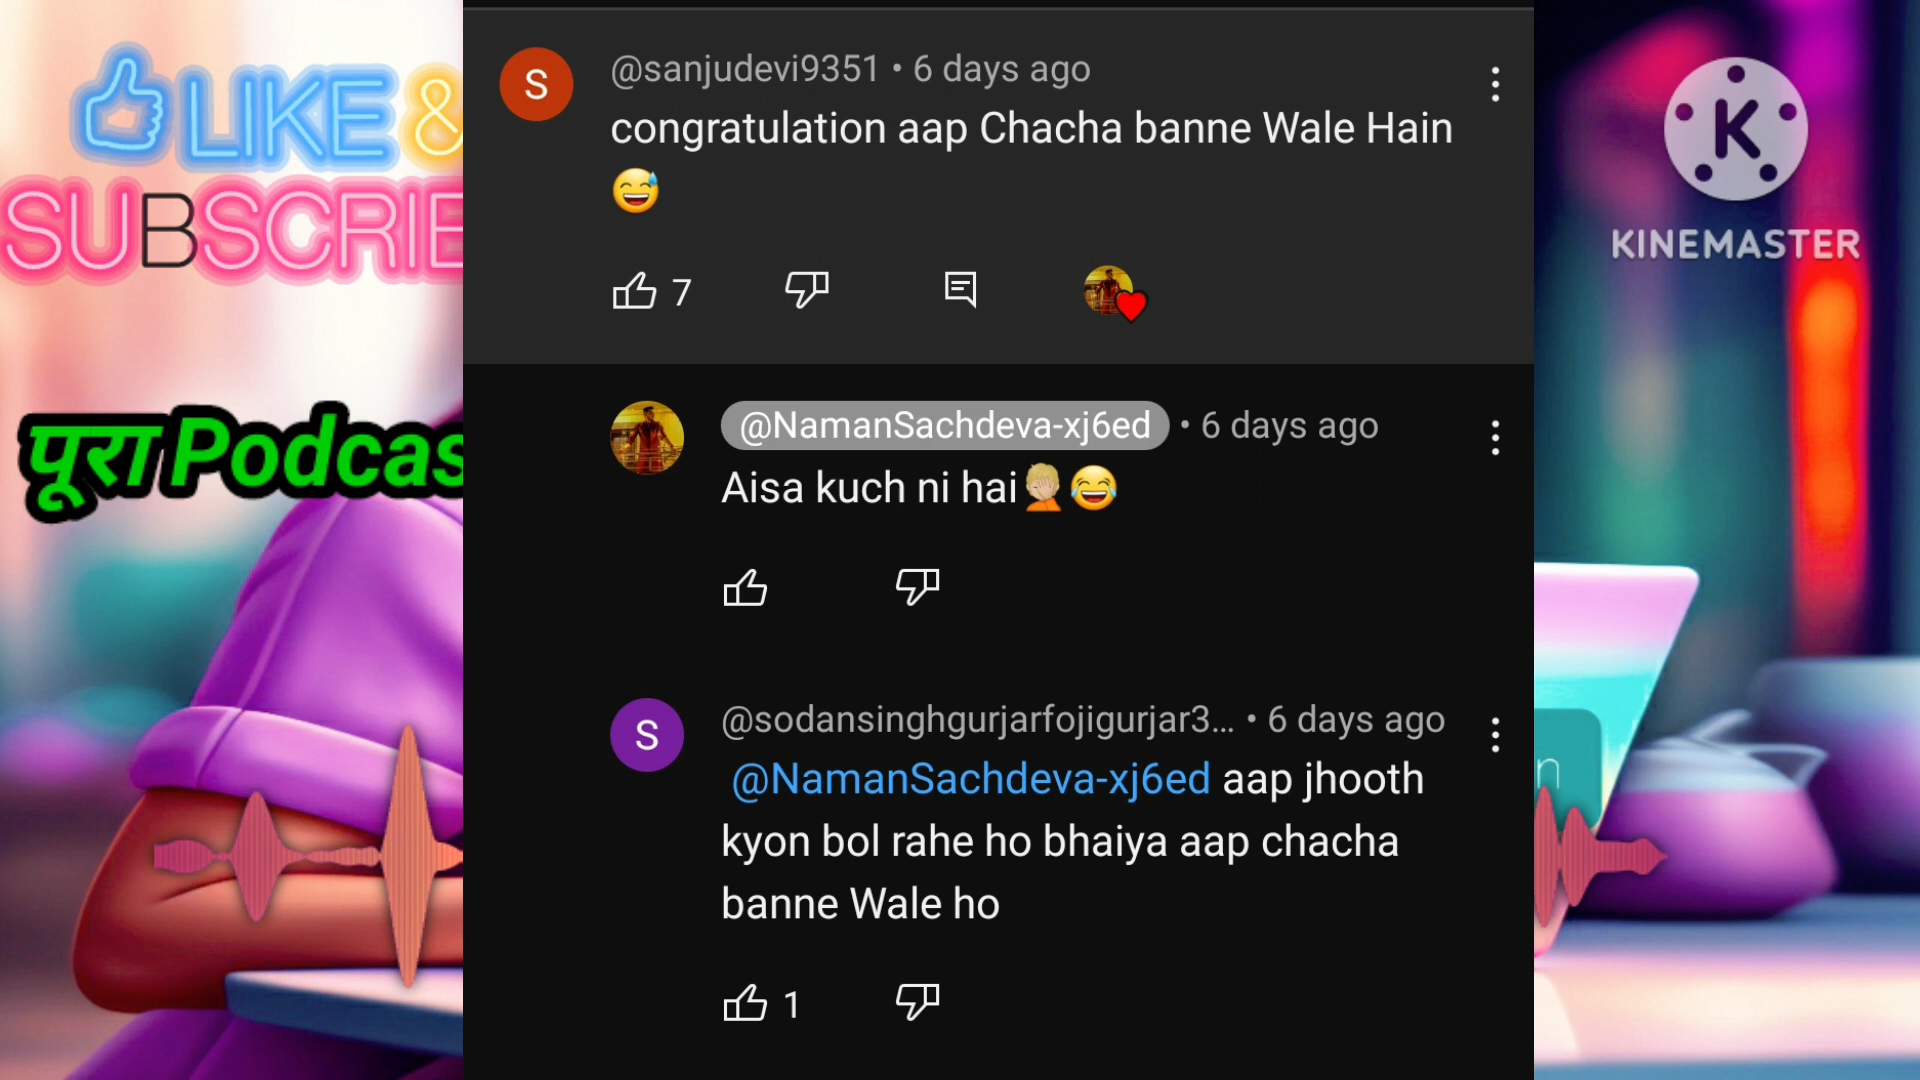 LIKE &
SUBSCRIBE
पूरा Podcas
@sanjudevi9351 • 6 days ago
congratulation aap Chacha banne Wale Hain
😅
7
@NamanSachdeva-xj6ed • 6 days ago
Aisa kuch ni hai🤦🏼😂
@sodansinghgurjarfojigurjar3... • 6 days ago
@NamanSachdeva-xj6ed aap jhooth
kyon bol rahe ho bhaiya aap chacha
banne Wale ho
1
S
S
K
KINEMASTER
n